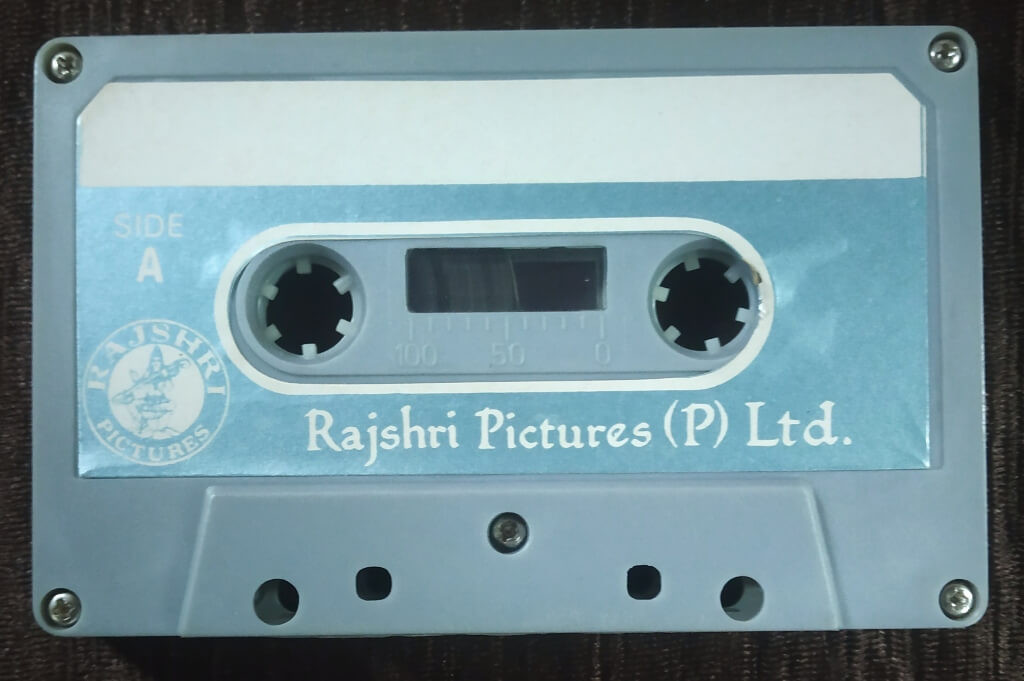 SIDE
A
100 50 0
RAJSHRI
PICTURES
Rajshri Pictures (P) Ltd.